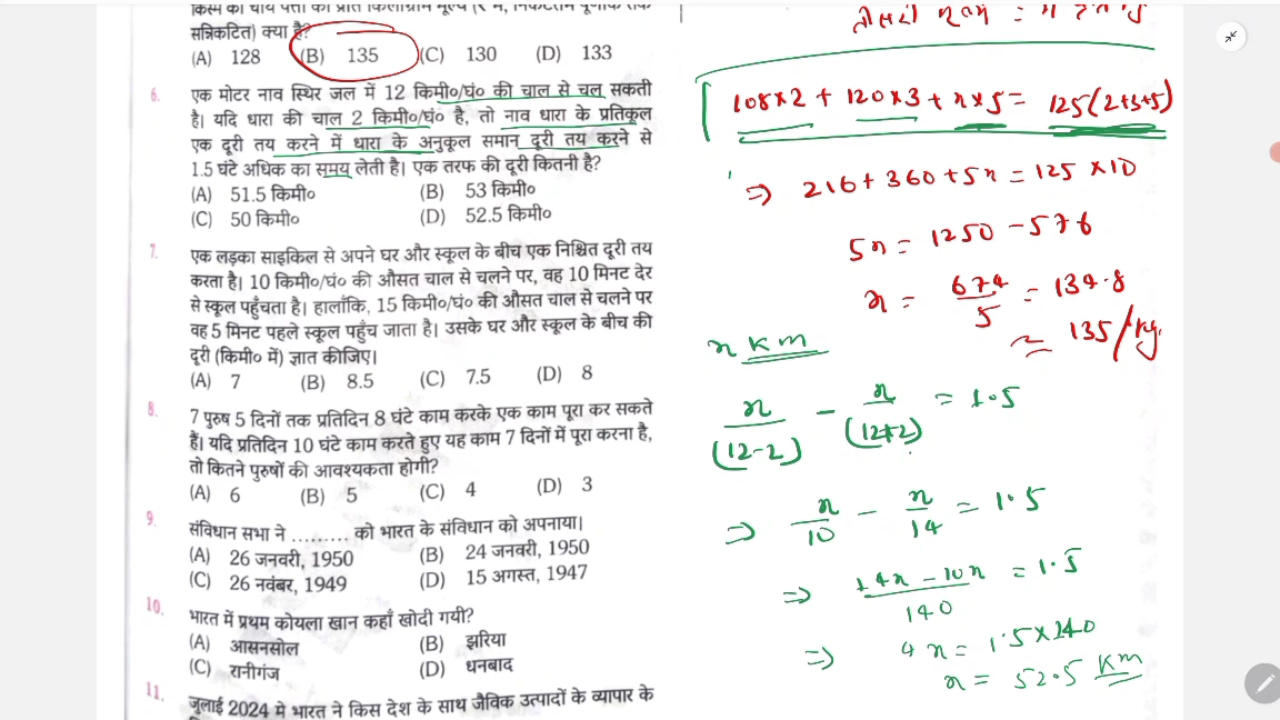 किस्म की चाय पत्ती का प्रति किलोग्राम मूल्य (₹ में, निकटतम पूर्णांक तक
सन्निकटित) क्या है?
(A) 128 (B) 135 (C) 130 (D) 133
6. एक मोटर नाव स्थिर जल में 12 किमी०/घं० की चाल से चल सकती
है। यदि धारा की चाल 2 किमी०/घं० है, तो नाव धारा के प्रतिकूल
एक दूरी तय करने में धारा के अनुकूल समान दूरी तय करने से
1.5 घंटे अधिक का समय लेती है। एक तरफ की दूरी कितनी है?
(A) 51.5 किमी० (B) 53 किमी०
(C) 50 किमी० (D) 52.5 किमी०
7. एक लड़का साइकिल से अपने घर और स्कूल के बीच एक निश्चित दूरी तय
करता है। 10 किमी०/घं० की औसत चाल से चलने पर, वह 10 मिनट देर
से स्कूल पहुँचता है। हालाँकि, 15 किमी०/घं० की औसत चाल से चलने पर
वह 5 मिनट पहले स्कूल पहुँच जाता है। उसके घर और स्कूल के बीच की
दूरी (किमी० में) ज्ञात कीजिए।
(A) 7 (B) 8.5 (C) 7.5 (D) 8
8. 7 पुरुष 5 दिनों तक प्रतिदिन 8 घंटे काम करके एक काम पूरा कर सकते
हैं। यदि प्रतिदिन 10 घंटे काम करते हुए यह काम 7 दिनों में पूरा करना है,
तो कितने पुरुषों की आवश्यकता होगी?
(A) 6 (B) 5 (C) 4 (D) 3
9. संविधान सभा ने ......... को भारत के संविधान को अपनाया।
(A) 26 जनवरी, 1950 (B) 24 जनवरी, 1950
(C) 26 नवंबर, 1949 (D) 15 अगस्त, 1947
10. भारत में प्रथम कोयला खान कहाँ खोदी गयी?
(A) आसनसोल (B) झरिया
(C) रानीगंज (D) धनबाद
11. जुलाई 2024 मे भारत ने किस देश के साथ जैविक उत्पादों के व्यापार के
108×2 + 120×3 + x×5 = 125(2+3+5)
⇒ 216 + 360 + 5x = 125 × 10
5x = 1250 - 576
x = 674/5 = 134.8
≈ 135/kg.
x km
x/(12-2) - x/(12+2) = 1.5
⇒ x/10 - x/14 = 1.5
⇒ 14x - 10x/140 = 1.5
⇒ 4x = 1.5×140
x = 52.5 km